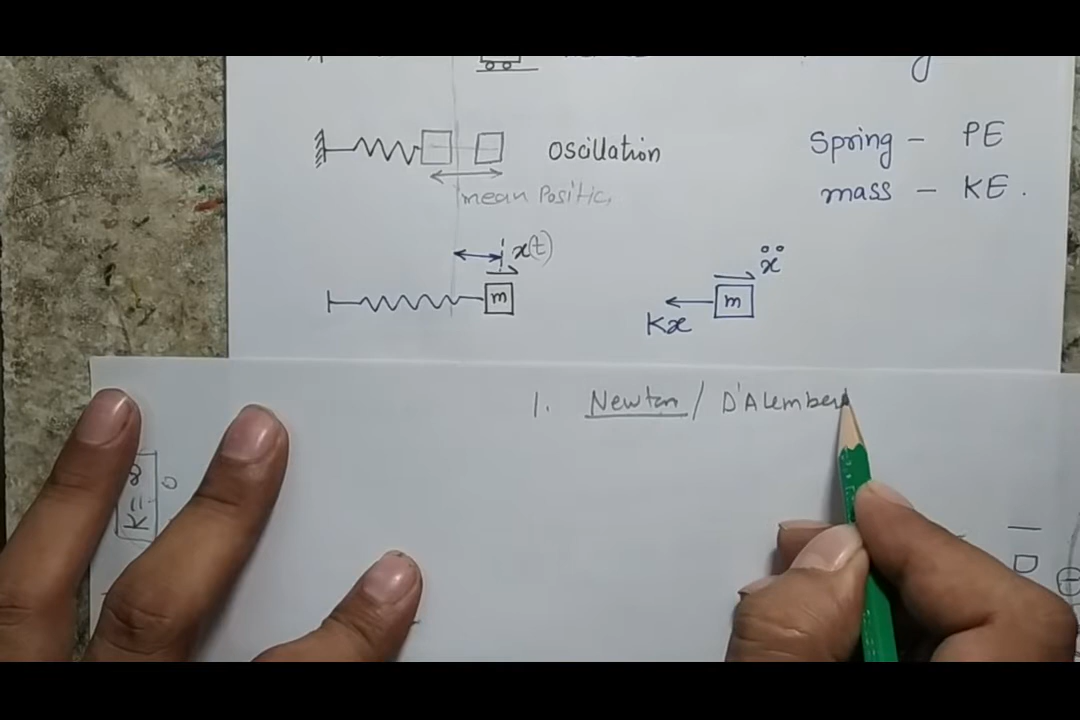 oscillation
Spring - PE
mean Positio
mass - KE.
x(t)
ẍ
m
m
Kx
1. Newton / D'Alember
K=